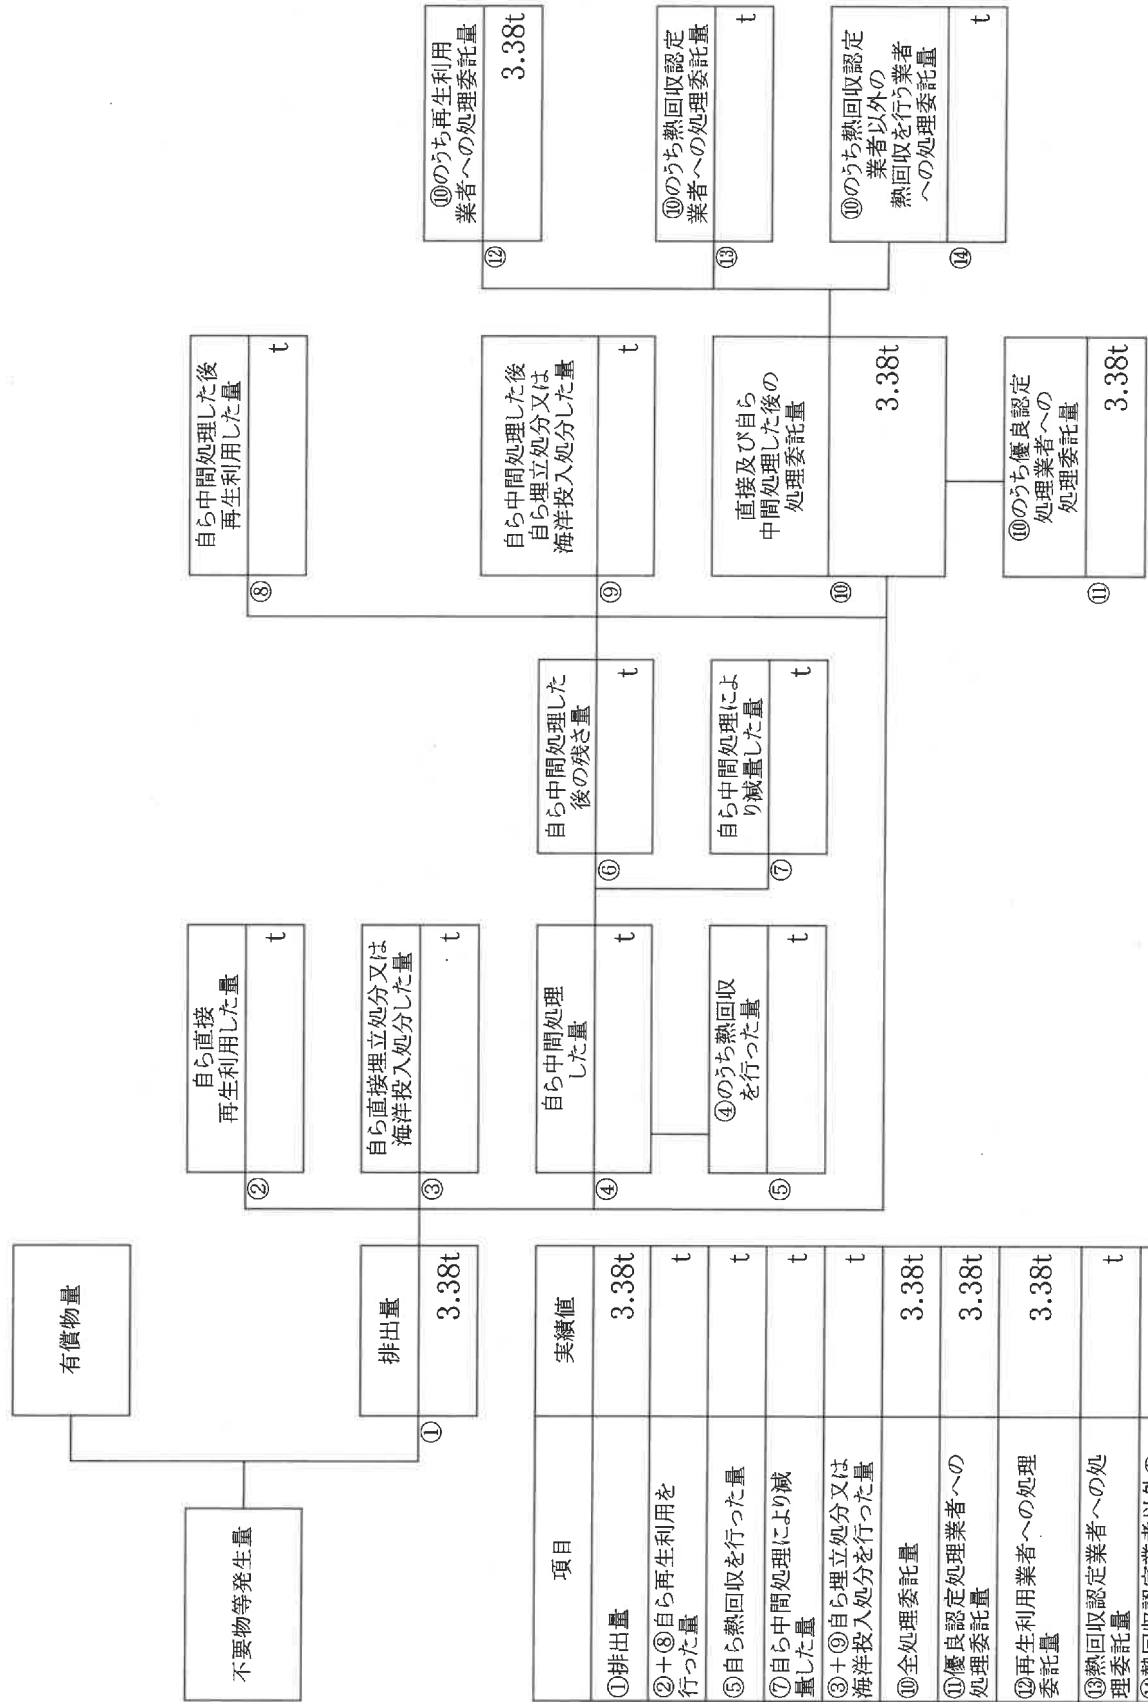 不要物等発生量
有償物量
排出量
①
3.38t
自ら直接
再生利用した量
②
t
自ら直接埋立処分又は
海洋投入処分した量
③
t
自ら中間処理
した量
④
t
④のうち熱回収
を行った量
⑤
t
自ら中間処理した
後の残さ量
⑥
t
自ら中間処理によ
り減量した量
⑦
t
自ら中間処理した後
再生利用した量
⑧
t
自ら中間処理した後
自ら埋立処分又は
海洋投入処分した量
⑨
t
直接及び自ら
中間処理した後の
処理委託量
⑩
3.38t
⑩のうち優良認定
処理業者への
処理委託量
⑪
3.38t
⑩のうち再生利用
業者への処理委託量
⑫
3.38t
⑩のうち熱回収認定
業者への処理委託量
⑬
t
⑩のうち熱回収認定
業者以外の
熱回収を行う業者
への処理委託量
⑭
t
項目 実績値
①排出量 3.38t
②+⑧自ら再生利用を
行った量 t
⑤自ら熱回収を行った量 t
⑦自ら中間処理により減
量した量 t
③+⑨自ら埋立処分又は
海洋投入処分を行った量 t
⑩全処理委託量 3.38t
⑪優良認定処理業者への
処理委託量 3.38t
⑫再生利用業者への処理
委託量 3.38t
⑬熱回収認定業者への処
理委託量 t